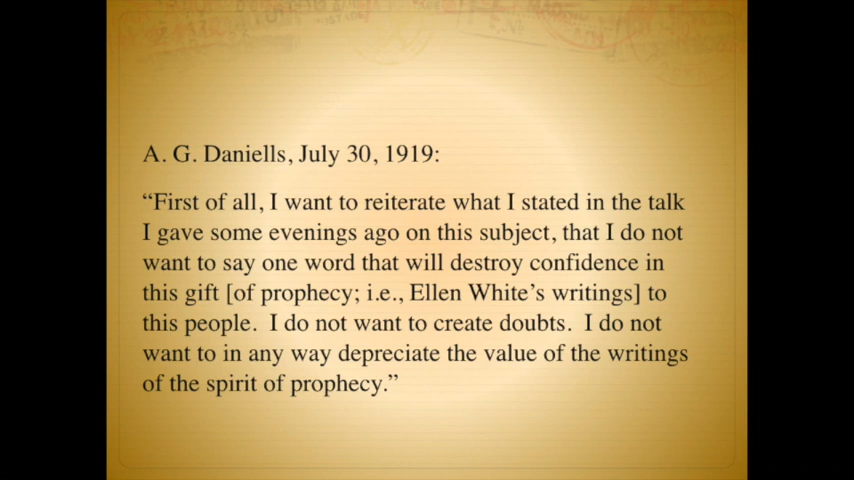 A. G. Daniells, July 30, 1919:
“First of all, I want to reiterate what I stated in the talk
I gave some evenings ago on this subject, that I do not
want to say one word that will destroy confidence in
this gift [of prophecy; i.e., Ellen White’s writings] to
this people.  I do not want to create doubts.  I do not
want to in any way depreciate the value of the writings
of the spirit of prophecy.”